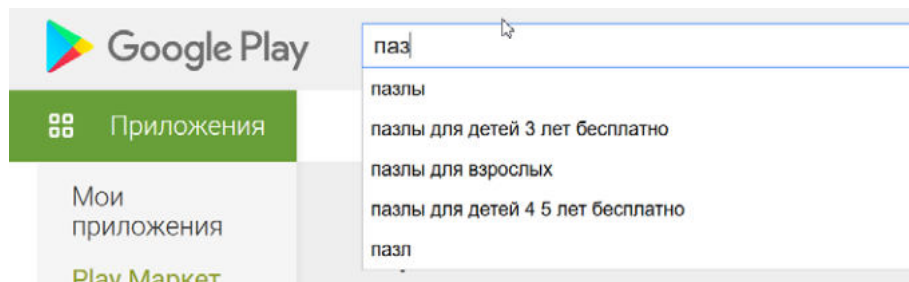 Google Play
паз
пазлы
пазлы для детей 3 лет бесплатно
пазлы для взрослых
пазлы для детей 4 5 лет бесплатно
пазл
Приложения
Мои
приложения
Play Маркет